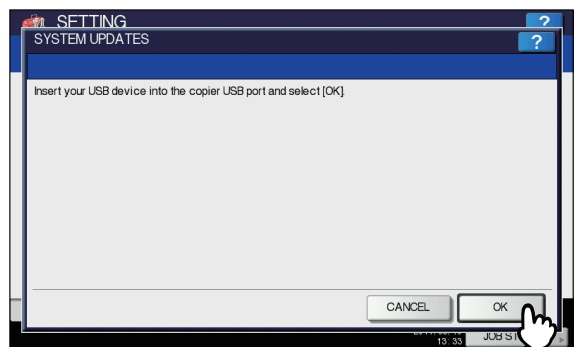 SETTING
?
SYSTEM UPDATES
?
Insert your USB device into the copier USB port and select [OK].
CANCEL
OK
13: 33
JOB